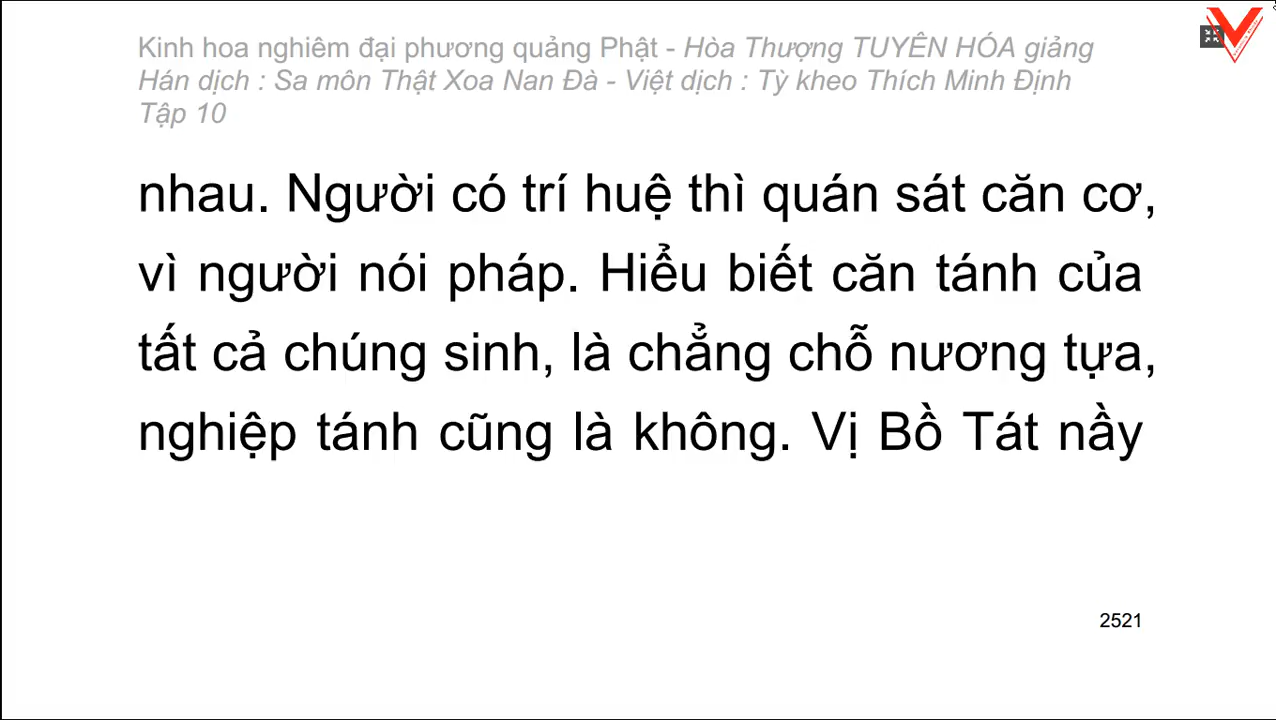 Kinh hoa nghiêm đại phương quảng Phật - Hòa Thượng TUYÊN HÓA giảng
Hán dịch : Sa môn Thật Xoa Nan Đà - Việt dịch : Tỳ kheo Thích Minh Định
Tập 10
nhau. Người có trí huệ thì quán sát căn cơ,
vì người nói pháp. Hiểu biết căn tánh của
tất cả chúng sinh, là chẳng chỗ nương tựa,
nghiệp tánh cũng là không. Vị Bồ Tát nầy
2521